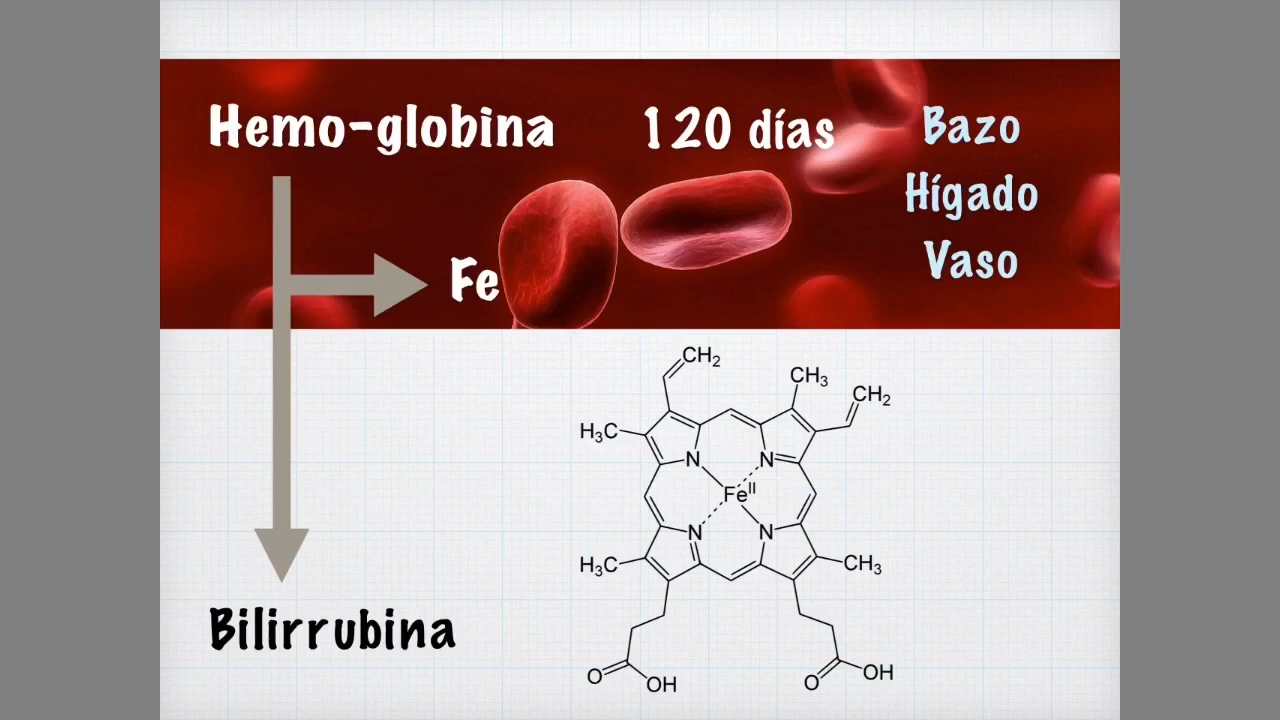 Hemo-globina
120 días
Bazo
Hígado
Vaso
Fe
Bilirrubina
CH₂
CH₃
CH₂
H₃C
N
N
Feᴵᴵ
N
N
H₃C
CH₃
O
OH
O
OH